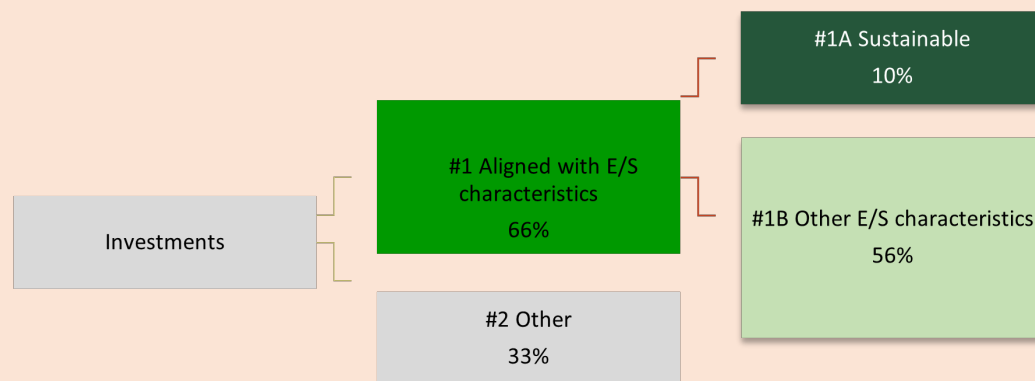 Investments
#1 Aligned with E/S
characteristics
66%
#2 Other
33%
#1A Sustainable
10%
#1B Other E/S characteristics
56%